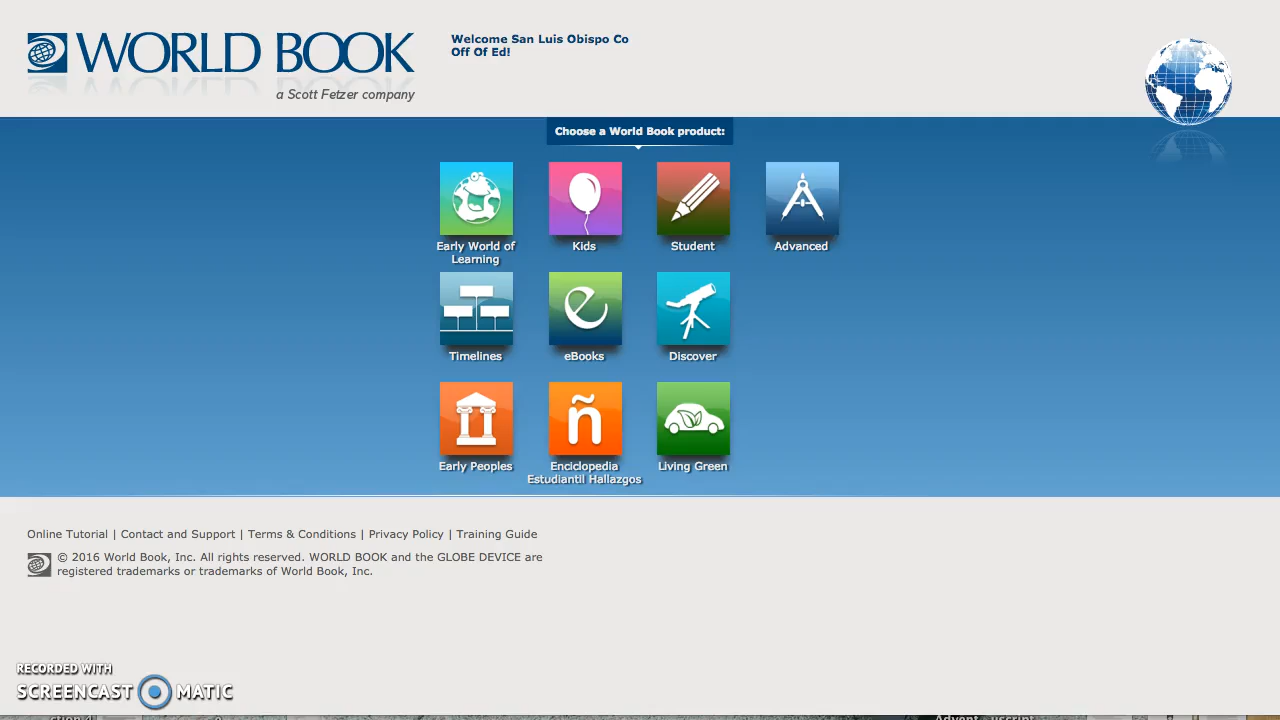 WORLD BOOK
a Scott Fetzer company
Welcome San Luis Obispo Co
Off Of Ed!
Choose a World Book product:
Early World of
Learning
Kids
Student
Advanced
Timelines
eBooks
Discover
Early Peoples
ñ
Enciclopedia
Estudiantil Hallazgos
Living Green
Online Tutorial | Contact and Support | Terms & Conditions | Privacy Policy | Training Guide
© 2016 World Book, Inc. All rights reserved. WORLD BOOK and the GLOBE DEVICE are
registered trademarks or trademarks of World Book, Inc.
RECORDED WITH
SCREENCAST MATIC